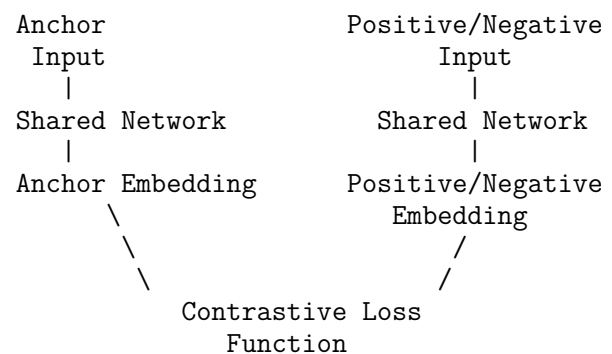 Anchor Positive/Negative
Input Input
Shared Network Shared Network
Anchor Embedding Positive/Negative
Embedding
Contrastive Loss
Function